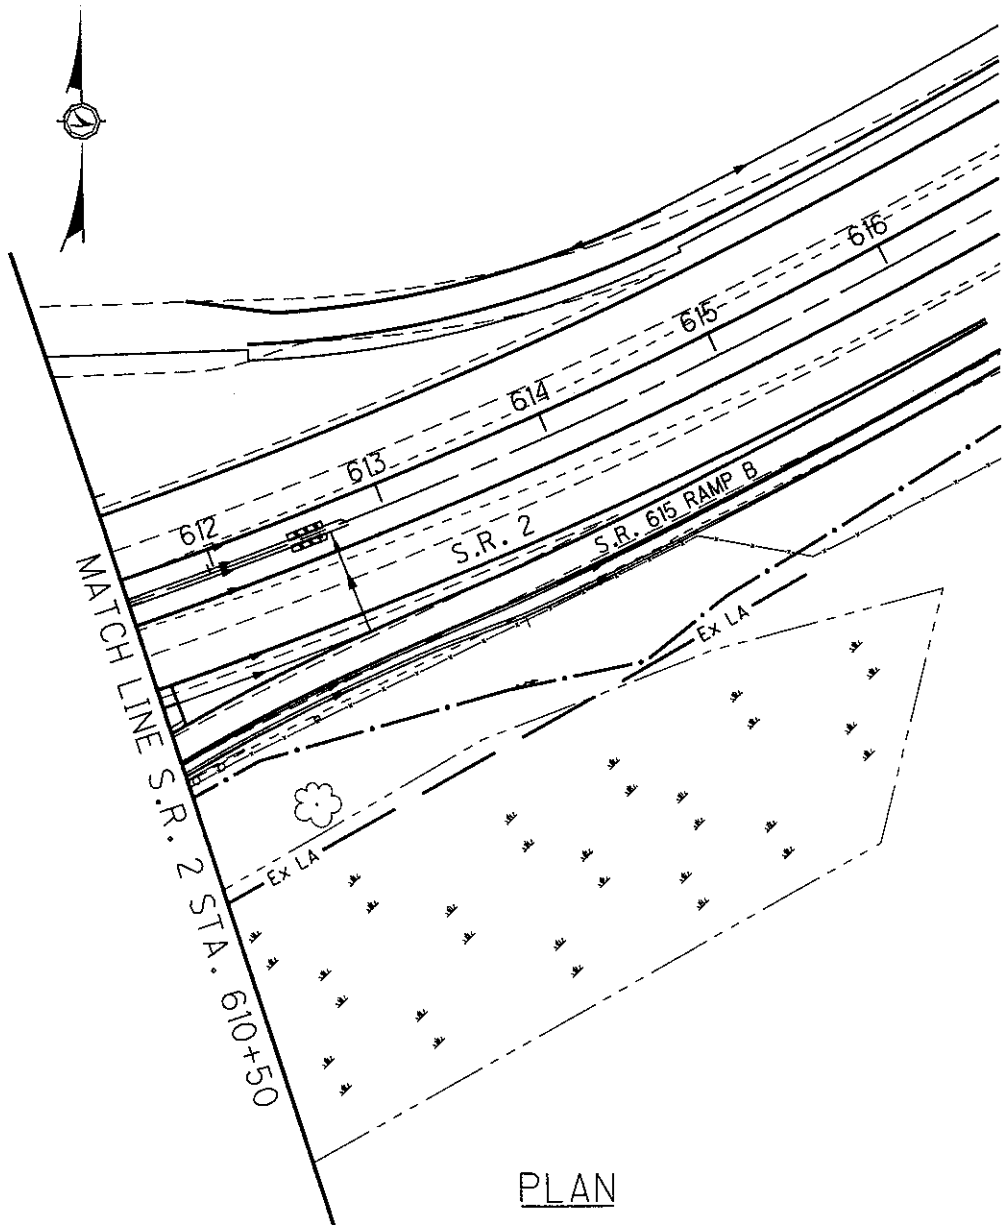 616
615
614
613
612
S.R. 2
S.R. 615 RAMP B
Ex LA
Ex LA
MATCH LINE S.R. 2 STA. 610+50
PLAN